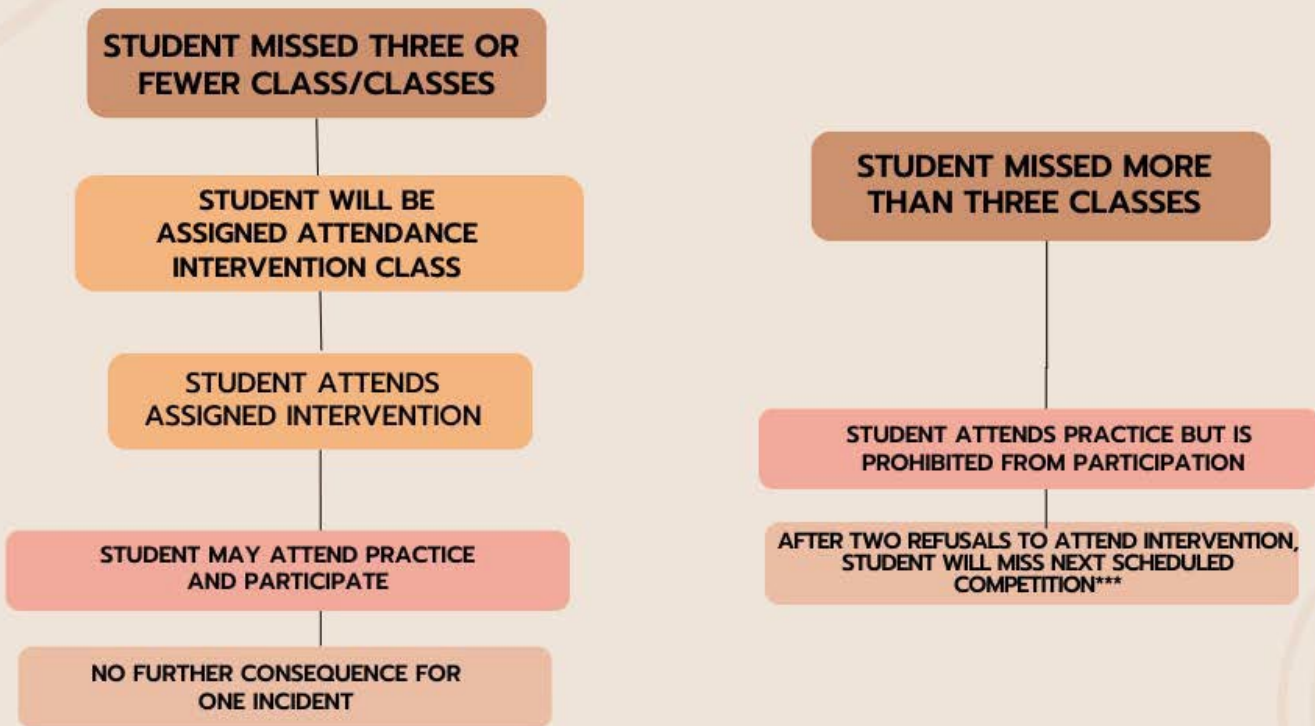 STUDENT MISSED THREE OR
FEWER CLASS/CLASSES
STUDENT WILL BE
ASSIGNED ATTENDANCE
INTERVENTION CLASS
STUDENT ATTENDS
ASSIGNED INTERVENTION
STUDENT MAY ATTEND PRACTICE
AND PARTICIPATE
NO FURTHER CONSEQUENCE FOR
ONE INCIDENT
STUDENT MISSED MORE
THAN THREE CLASSES
STUDENT ATTENDS PRACTICE BUT IS
PROHIBITED FROM PARTICIPATION
AFTER TWO REFUSALS TO ATTEND INTERVENTION,
STUDENT WILL MISS NEXT SCHEDULED
COMPETITION***